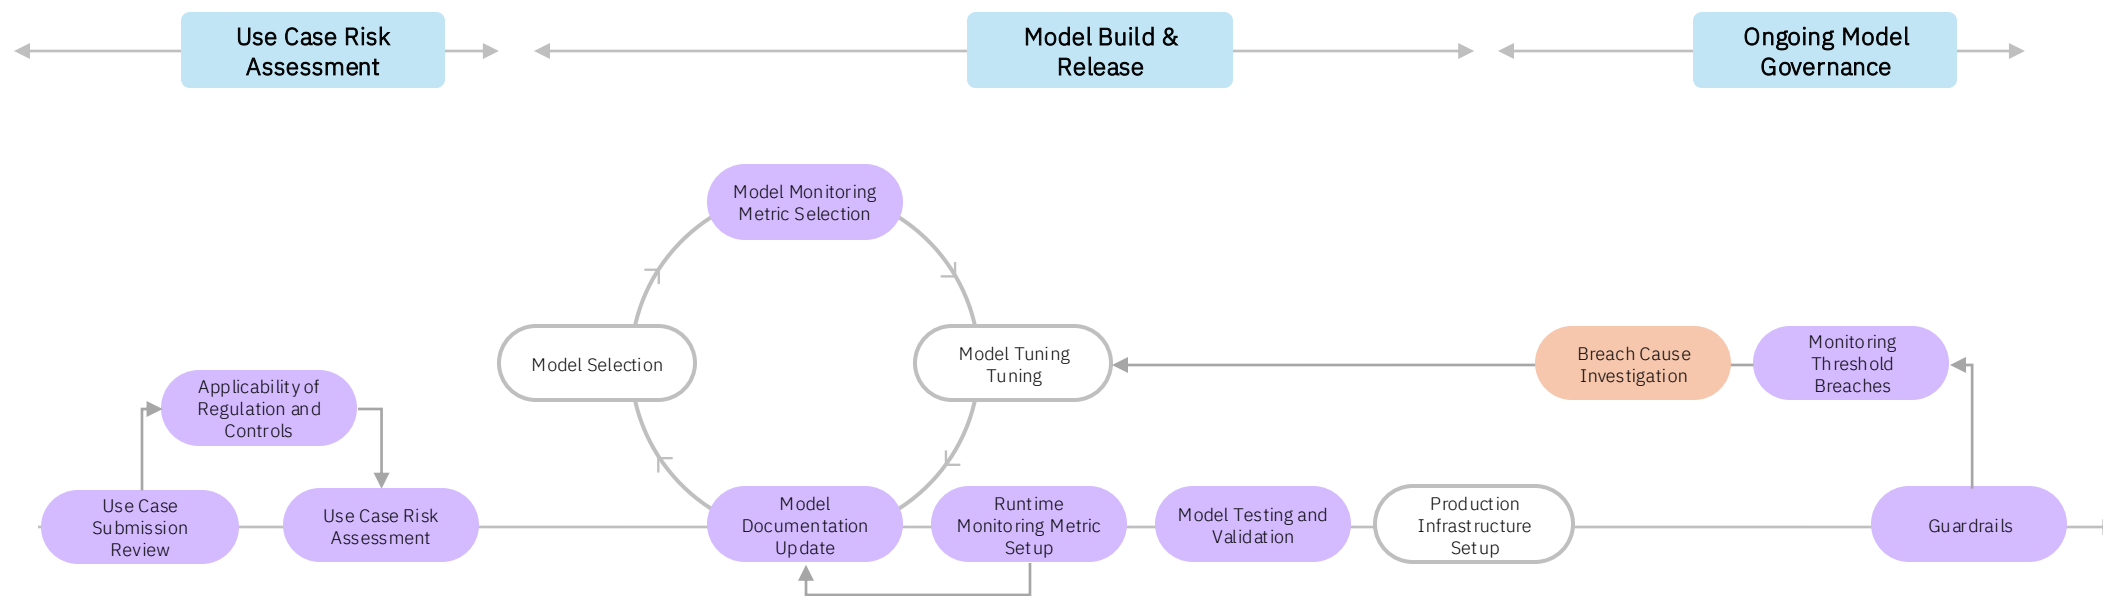 Use Case Risk
Assessment
Model Build &
Release
Ongoing Model
Governance
Model Monitoring
Metric Selection
Model Selection
Model Tuning
Tuning
Breach Cause
Investigation
Monitoring
Threshold
Breaches
Applicability of
Regulation and
Controls
Use Case
Submission
Review
Use Case Risk
Assessment
Model
Documentation
Update
Runtime
Monitoring Metric
Setup
Model Testing and
Validation
Production
Infrastructure
Setup
Guardrails